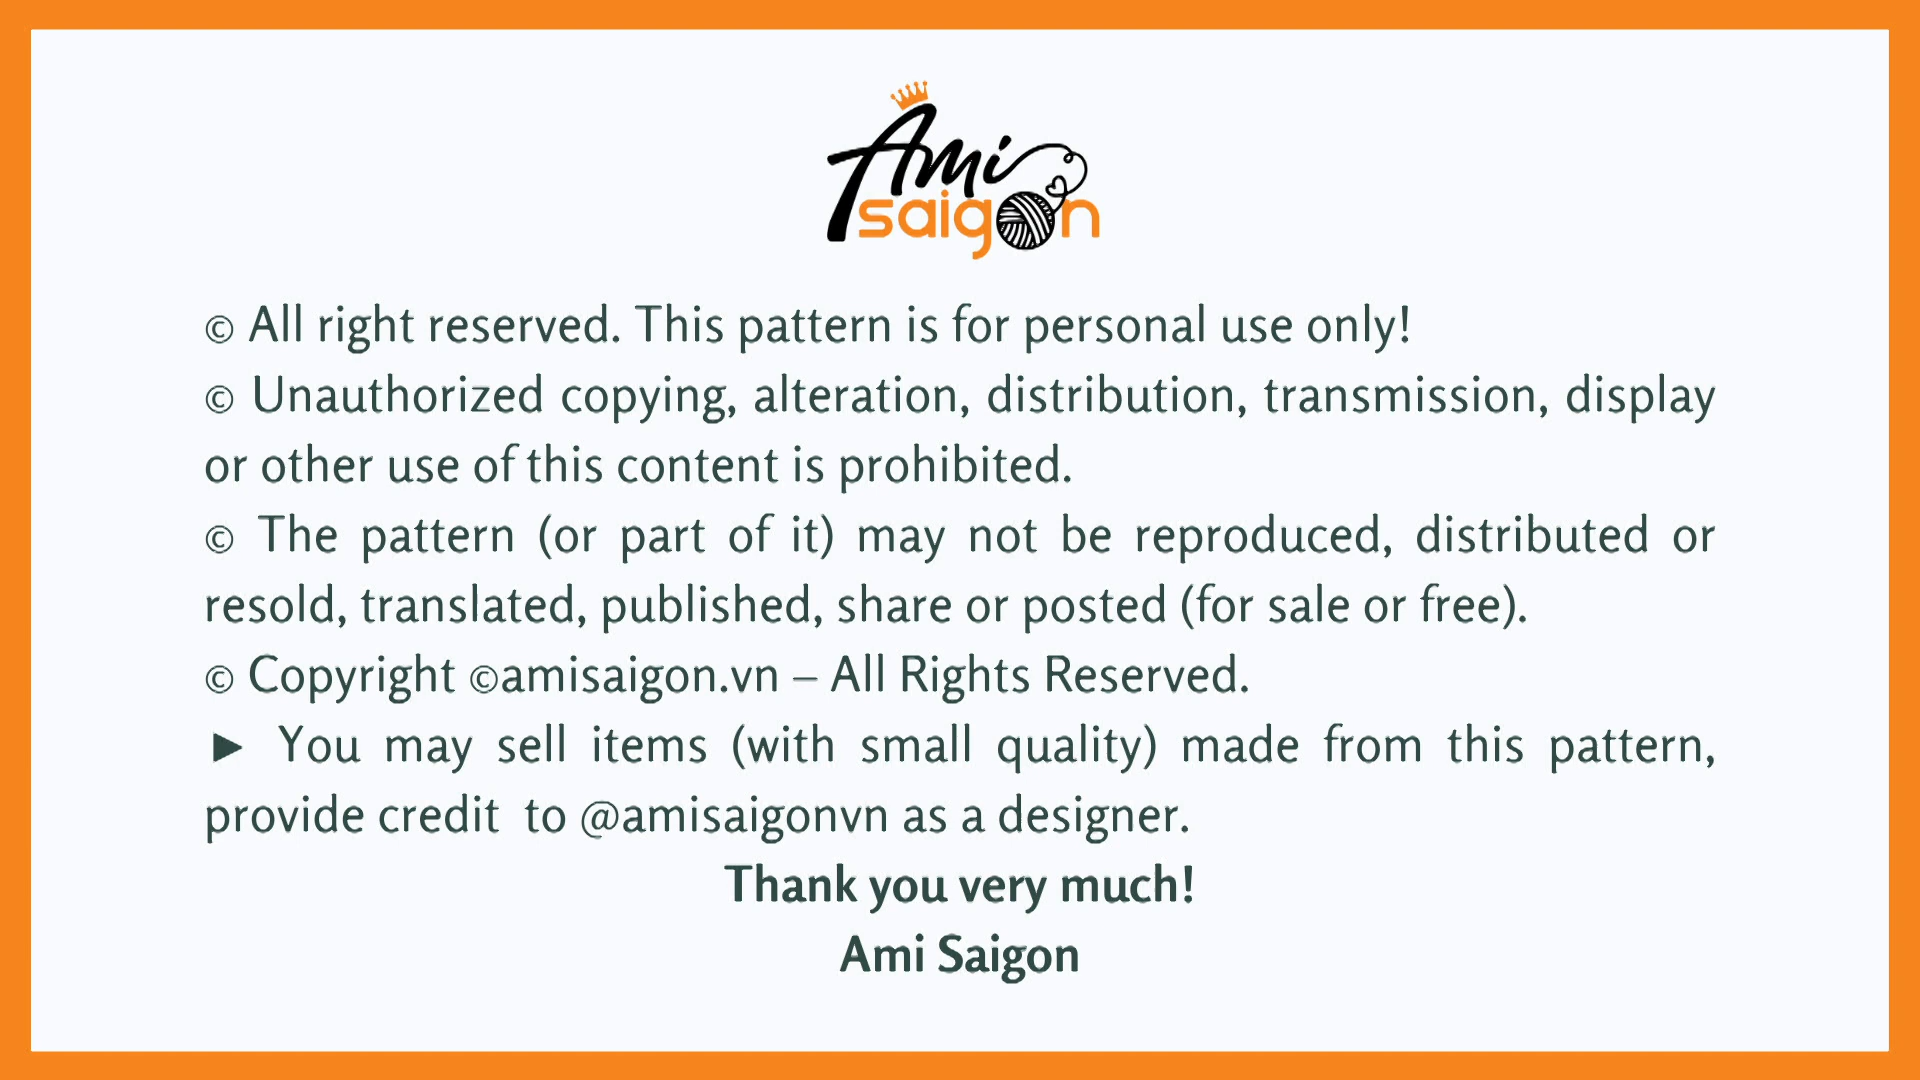 Ami
saigon
© All right reserved. This pattern is for personal use only!
© Unauthorized copying, alteration, distribution, transmission, display
or other use of this content is prohibited.
© The pattern (or part of it) may not be reproduced, distributed or
resold, translated, published, share or posted (for sale or free).
© Copyright ©amisaigon.vn – All Rights Reserved.
► You may sell items (with small quality) made from this pattern,
provide credit  to @amisaigonvn as a designer.
Thank you very much!
Ami Saigon